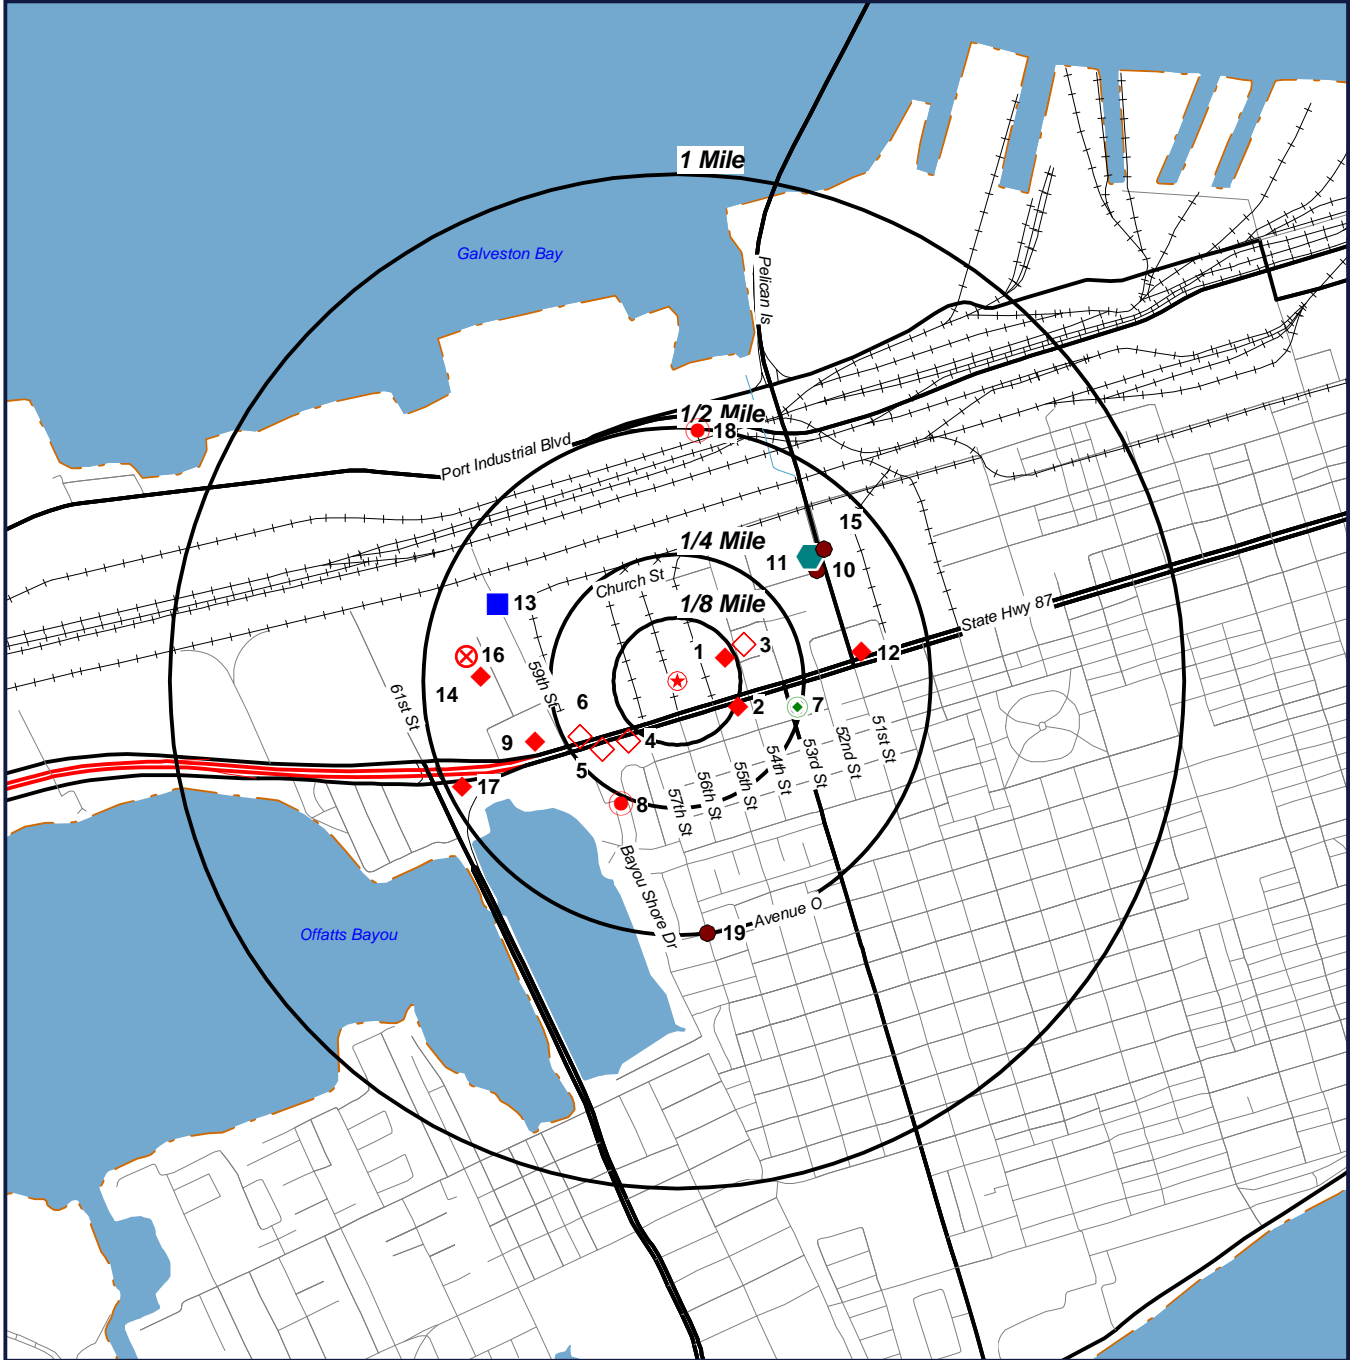 1 Mile
Galveston Bay
Pelican Is
1/2 Mile
18
Port Industrial Blvd
15
1/4 Mile
11
10
Church St
13
1/8 Mile
State Hwy 87
1
3
12
16
59th St
14
61st St
6
2
7
9
4
5
51st St
52nd St
53rd St
54th St
55th St
56th St
57th St
17
8
Bayou Shore Dr
Avenue O
19
Offatts Bayou